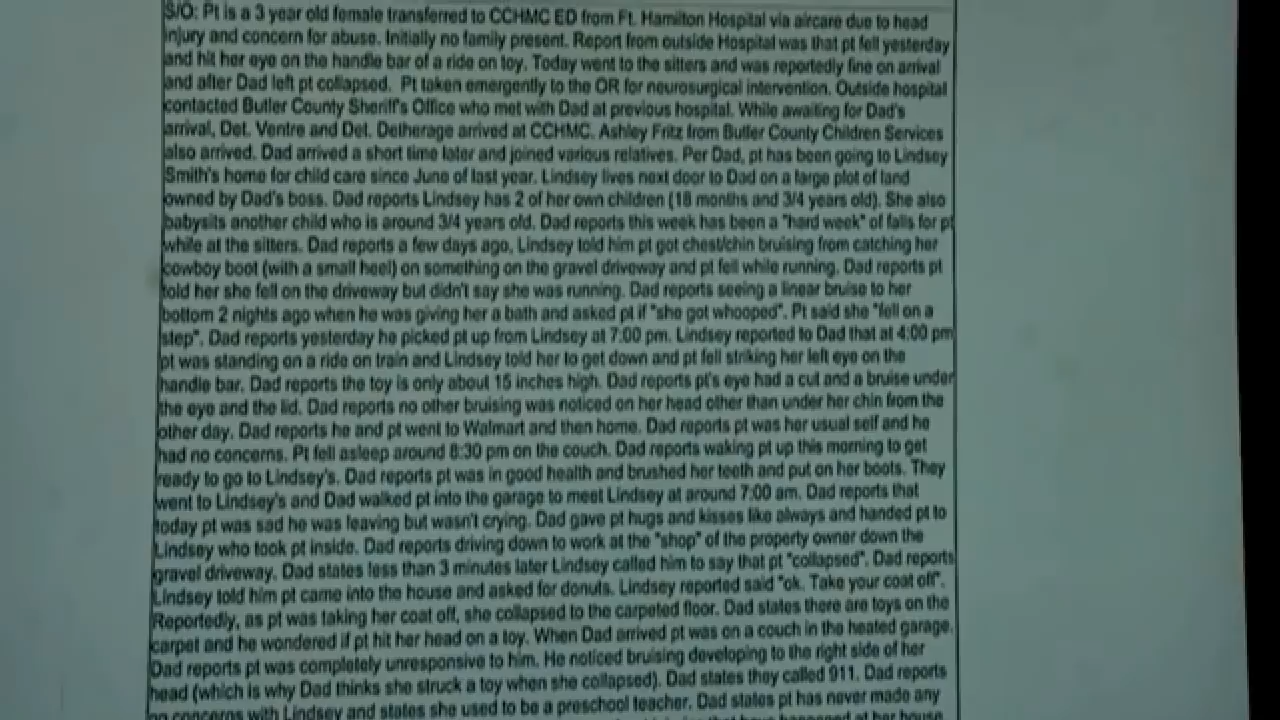 S/O: Pt is a 3 year old female transferred to CCHMC ED from Ft. Hamilton Hospital via aircare due to head
injury and concern for abuse. Initially no family present. Report from outside Hospital was that pt fell yesterday
and hit her eye on the handle bar of a ride on toy. Today went to the sitters and was reportedly fine on arrival
and after Dad left pt collapsed. Pt taken emergently to the OR for neurosurgical intervention. Outside hospital
contacted Butler County Sheriff's Office who met with Dad at previous hospital. While awaiting for Dad's
arrival, Det. Ventre and Det. Detherage arrived at CCHMC. Ashley Fritz from Butler County Children Services
also arrived. Dad arrived a short time later and joined various relatives. Per Dad, pt has been going to Lindsey
Smith's home for child care since June of last year. Lindsey lives next door to Dad on a large plot of land
owned by Dad's boss. Dad reports Lindsey has 2 of her own children (18 months and 3/4 years old). She also
babysits another child who is around 3/4 years old. Dad reports this week has been a "hard week" of falls for pt
while at the sitters. Dad reports a few days ago, Lindsey told him pt got chest/chin bruising from catching her
cowboy boot (with a small heel) on something on the gravel driveway and pt fell while running. Dad reports pt
told her she fell on the driveway but didn't say she was running. Dad reports seeing a linear bruise to her
bottom 2 nights ago when he was giving her a bath and asked pt if "she got whooped". Pt said she "fell on a
step". Dad reports yesterday he picked pt up from Lindsey at 7:00 pm. Lindsey reported to Dad that at 4:00 pm
pt was standing on a ride on train and Lindsey told her to get down and pt fell striking her left eye on the
handle bar. Dad reports the toy is only about 15 inches high. Dad reports pt's eye had a cut and a bruise under
the eye and the lid. Dad reports no other bruising was noticed on her head other than under her chin from the
other day. Dad reports he and pt went to Walmart and then home. Dad reports pt was her usual self and he
had no concerns. Pt fell asleep around 8:30 pm on the couch. Dad reports waking pt up this morning to get
ready to go to Lindsey's. Dad reports pt was in good health and brushed her teeth and put on her boots. They
went to Lindsey's and Dad walked pt into the garage to meet Lindsey at around 7:00 am. Dad reports that
today pt was sad he was leaving but wasn't crying. Dad gave pt hugs and kisses like always and handed pt to
Lindsey who took pt inside. Dad reports driving down to work at the "shop" of the property owner down the
gravel driveway. Dad states less than 3 minutes later Lindsey called him to say that pt "collapsed". Dad reports
Lindsey told him pt came into the house and asked for donuts. Lindsey reported said "ok. Take your coat off".
Reportedly, as pt was taking her coat off, she collapsed to the carpeted floor. Dad states there are toys on the
carpet and he wondered if pt hit her head on a toy. When Dad arrived pt was on a couch in the heated garage.
Dad reports pt was completely unresponsive to him. He noticed bruising developing to the right side of her
head (which is why Dad thinks she struck a toy when she collapsed). Dad states they called 911. Dad reports
no concerns with Lindsey and states she used to be a preschool teacher. Dad states pt has never made any